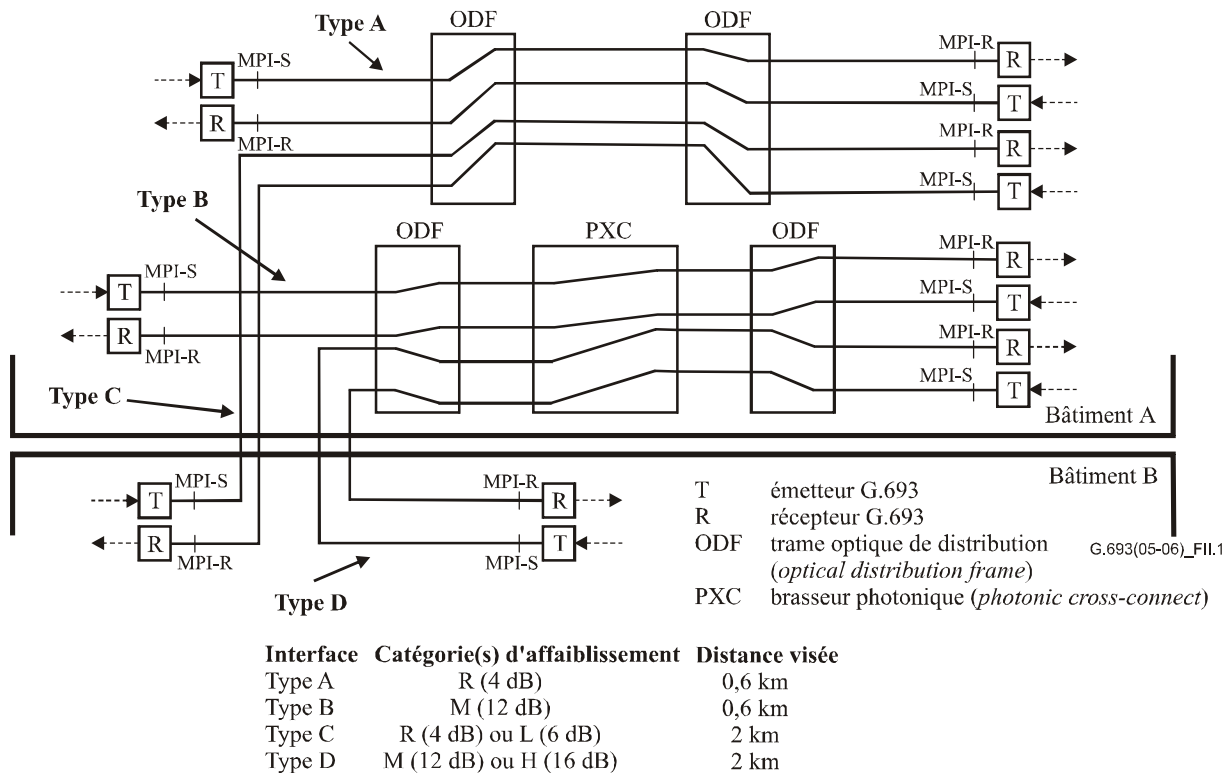 Type A
ODF
ODF
MPI-S
T
R
MPI-R
MPI-R
R
MPI-S
T
MPI-R
R
MPI-S
T
Type B
ODF
PXC
ODF
MPI-S
T
R
MPI-R
MPI-R
R
MPI-S
T
MPI-R
R
MPI-S
T
Type C
Bâtiment A
Bâtiment B
MPI-S
T
R
MPI-R
MPI-R
R
T
MPI-S
Type D
T émetteur G.693
R récepteur G.693
ODF trame optique de distribution
(optical distribution frame)
PXC brasseur photonique (photonic cross-connect)
G.693(05-06)_FII.1
Interface Catégorie(s) d'affaiblissement Distance visée
Type A R (4 dB) 0,6 km
Type B M (12 dB) 0,6 km
Type C R (4 dB) ou L (6 dB) 2 km
Type D M (12 dB) ou H (16 dB) 2 km